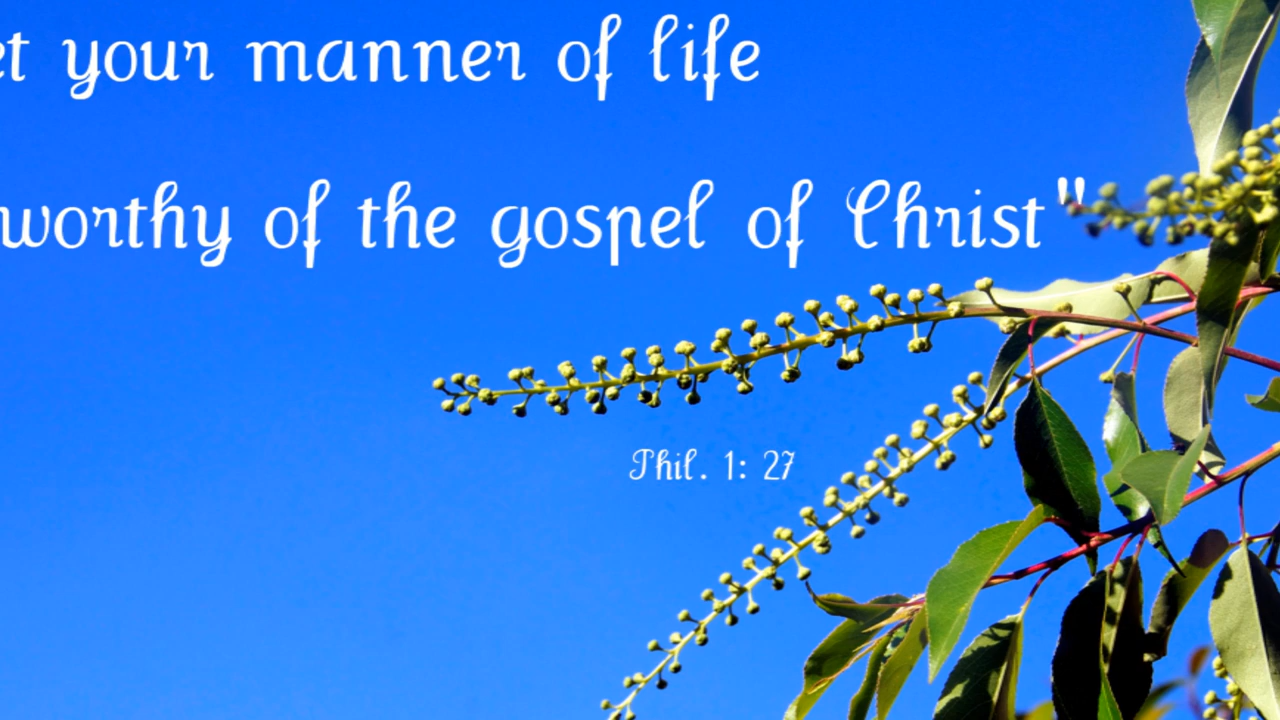 et your manner of life
worthy of the gospel of Christ"
Phil. 1: 27